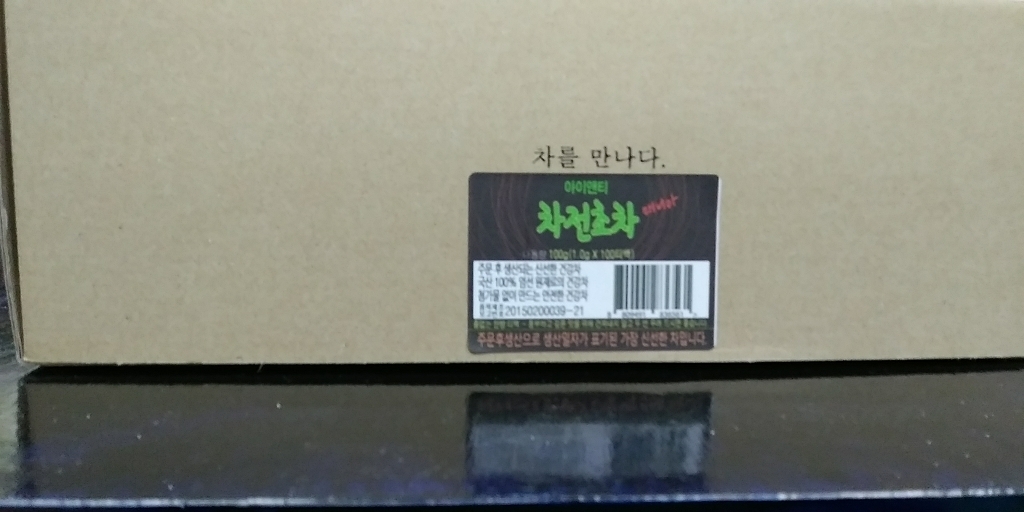 차를 만나다.
아이앤티
차전초차
100g(1.0g X 100티백)
주문 후 생산되는 신선한 건강차
국산 100% 엄선 원재료의 건강차
첨가물 없이 만드는 안전한 건강차
20150200039-21
주문후생산으로 생산일자가 표기된 가장 신선한 차입니다.